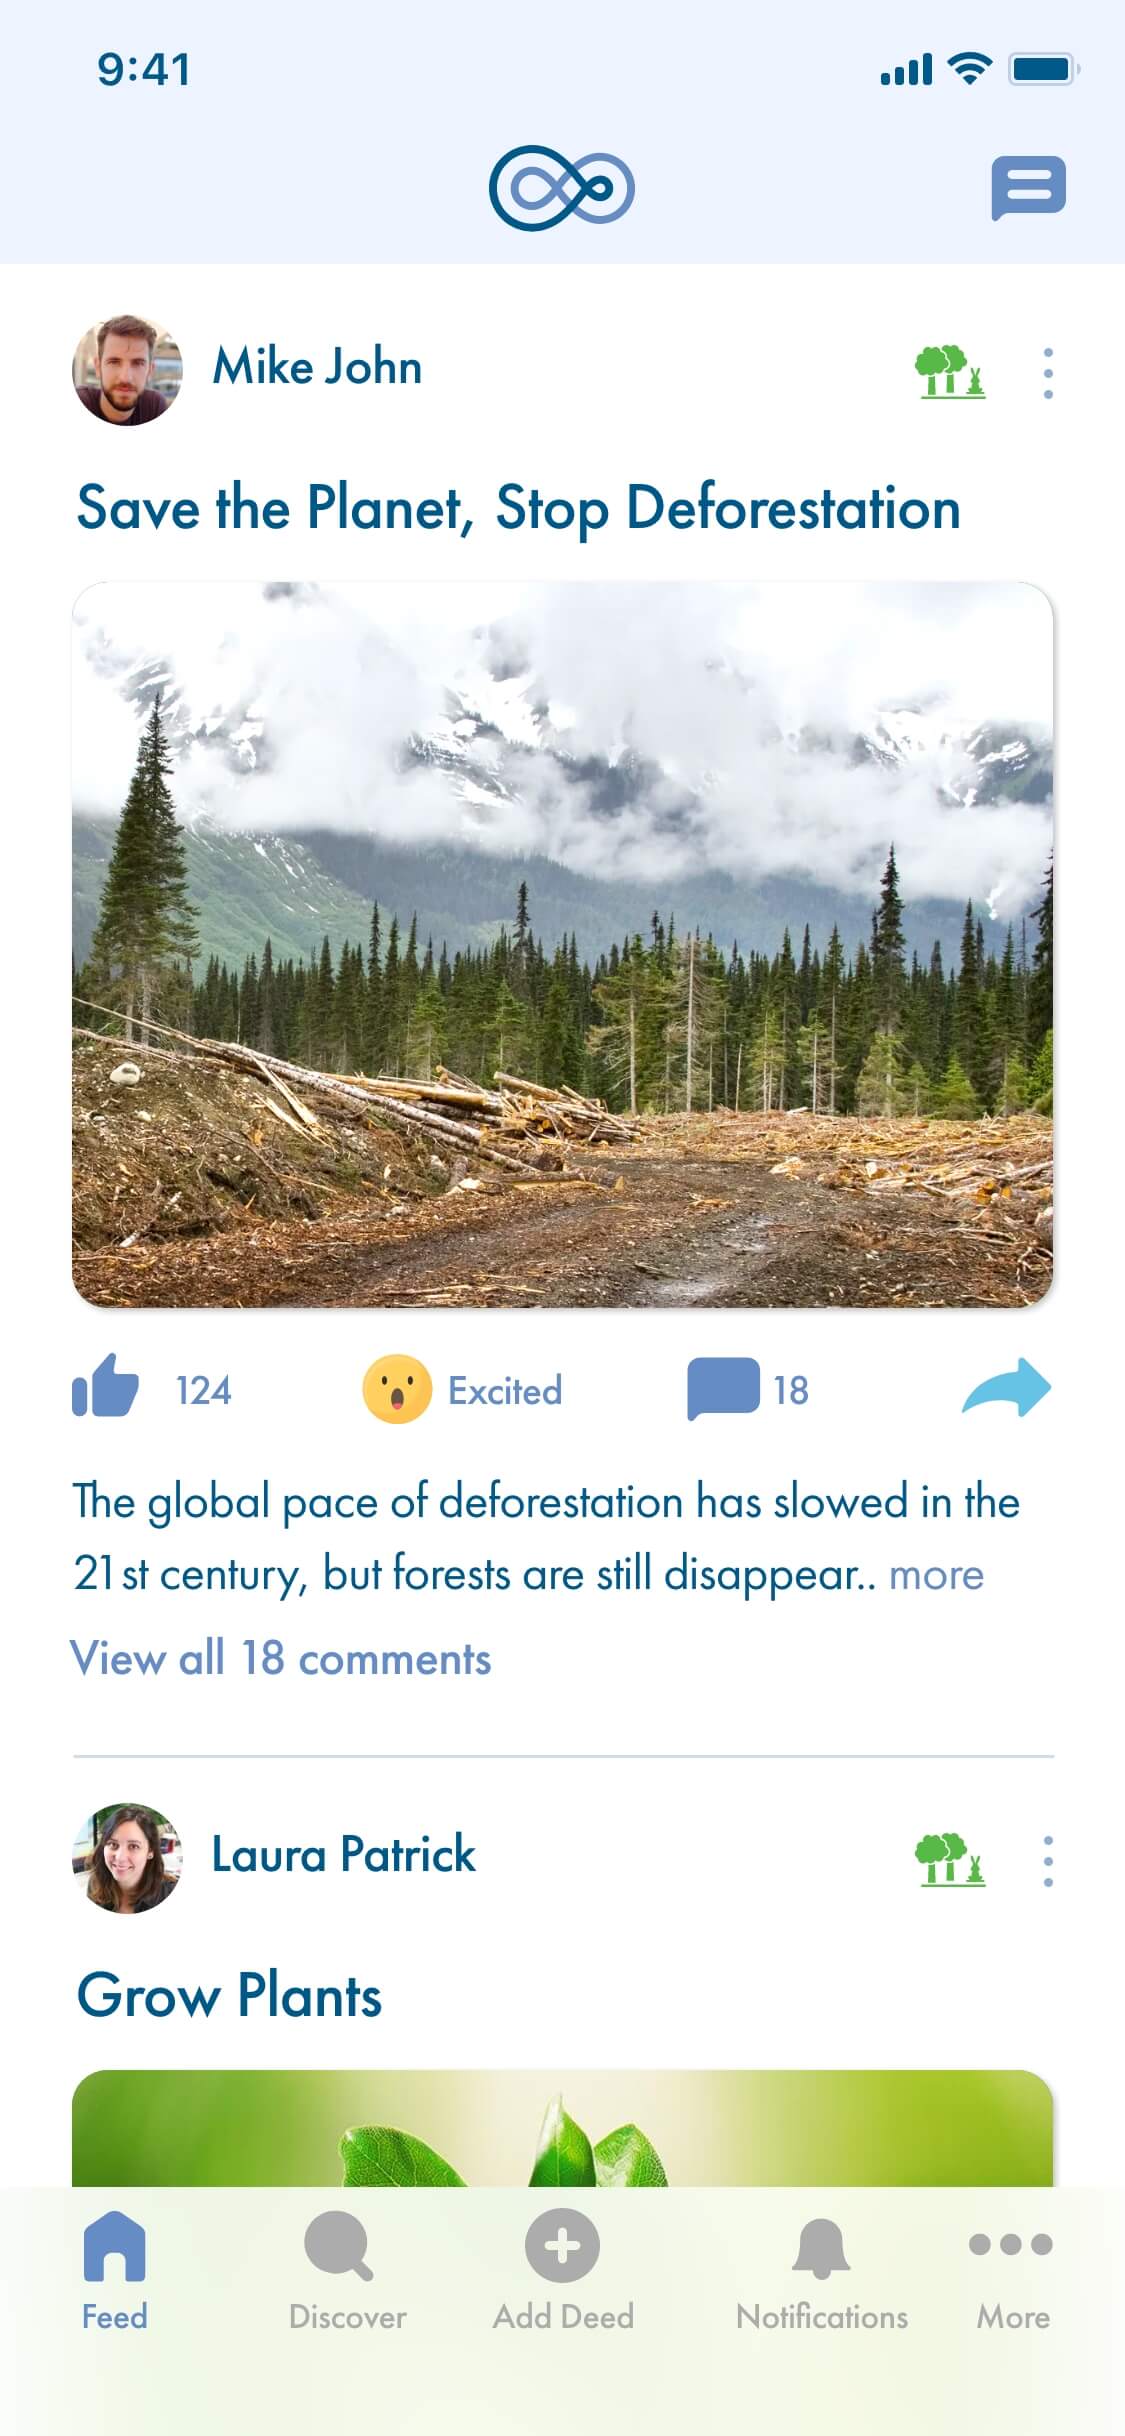 9:41
Mike John
Save the Planet, Stop Deforestation
124
Excited
18
The global pace of deforestation has slowed in the
21st century, but forests are still disappear.. more
View all 18 comments
Laura Patrick
Grow Plants
Feed
Discover
Add Deed
Notifications
More